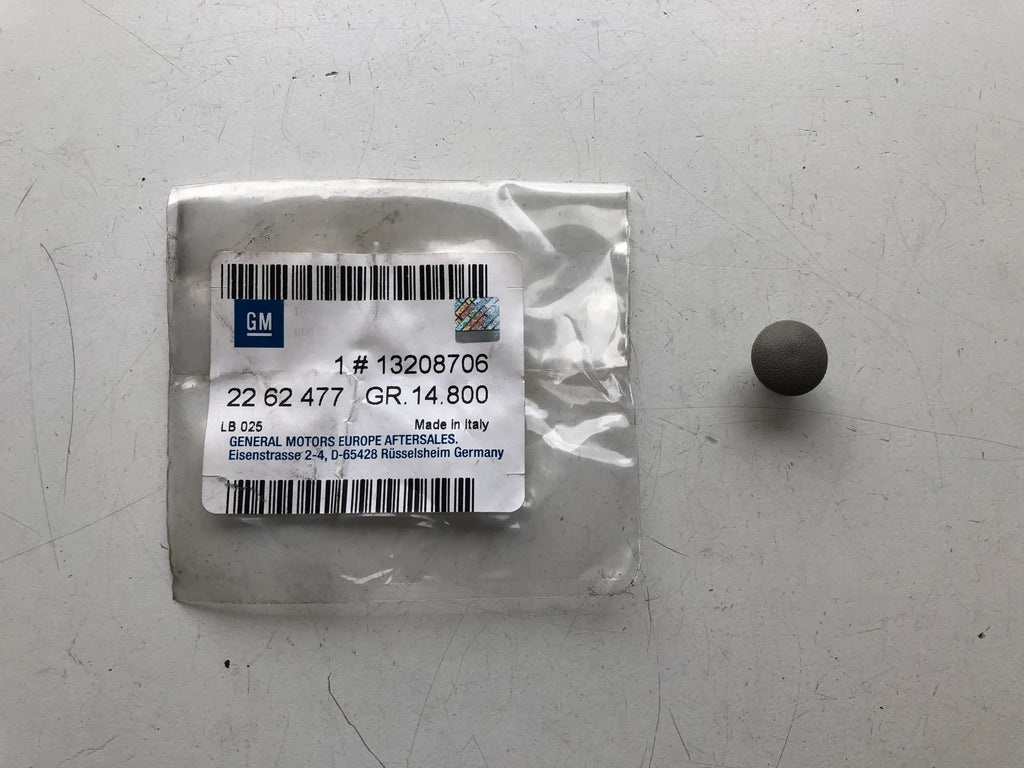 GM
1 # 13208706
22 62 477 GR.14.800
LB 025 Made in Italy
GENERAL MOTORS EUROPE AFTERSALES.
Eisenstrasse 2-4, D-65428 Rüsselsheim Germany